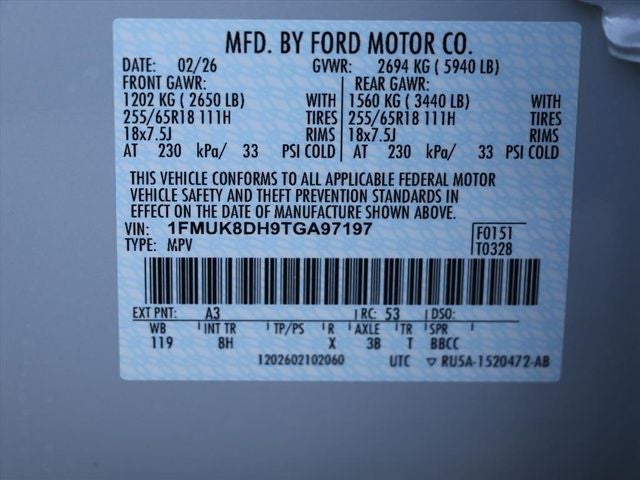 MFD. BY FORD MOTOR CO.
DATE: 02/26 GVWR: 2694 KG ( 5940 LB)
FRONT GAWR: REAR GAWR:
1202 KG ( 2650 LB) WITH 1560 KG ( 3440 LB) WITH
255/65R18 111H TIRES 255/65R18 111H TIRES
18x7.5J RIMS 18x7.5J RIMS
AT 230 kPa/ 33 PSI COLD AT 230 kPa/ 33 PSI COLD
THIS VEHICLE CONFORMS TO ALL APPLICABLE FEDERAL MOTOR
VEHICLE SAFETY AND THEFT PREVENTION STANDARDS IN
EFFECT ON THE DATE OF MANUFACTURE SHOWN ABOVE.
VIN: 1FMUK8DH9TGA97197 F0151
TYPE: MPV T0328
EXT PNT: A3 RC: 53 DSO:
WB INT TR TP/PS R AXLE TR SPR
119 8H X 3B T BBCC
1202602102060 UTC ▽ RU5A-1520472-AB